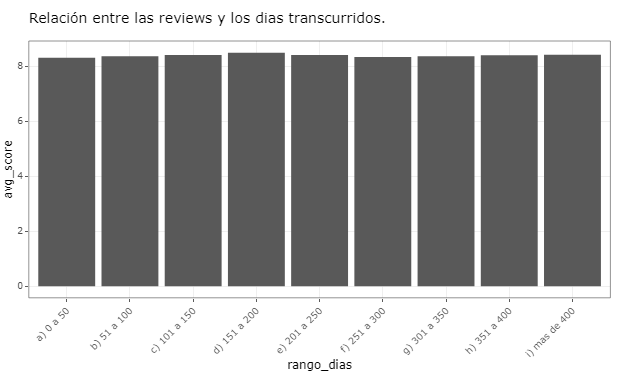 Relación entre las reviews y los dias transcurridos.
avg_score
8
6
4
2
0
a) 0 a 50
b) 51 a 100
c) 101 a 150
d) 151 a 200
e) 201 a 250
f) 251 a 300
g) 301 a 350
h) 351 a 400
i) mas de 400
rango_dias